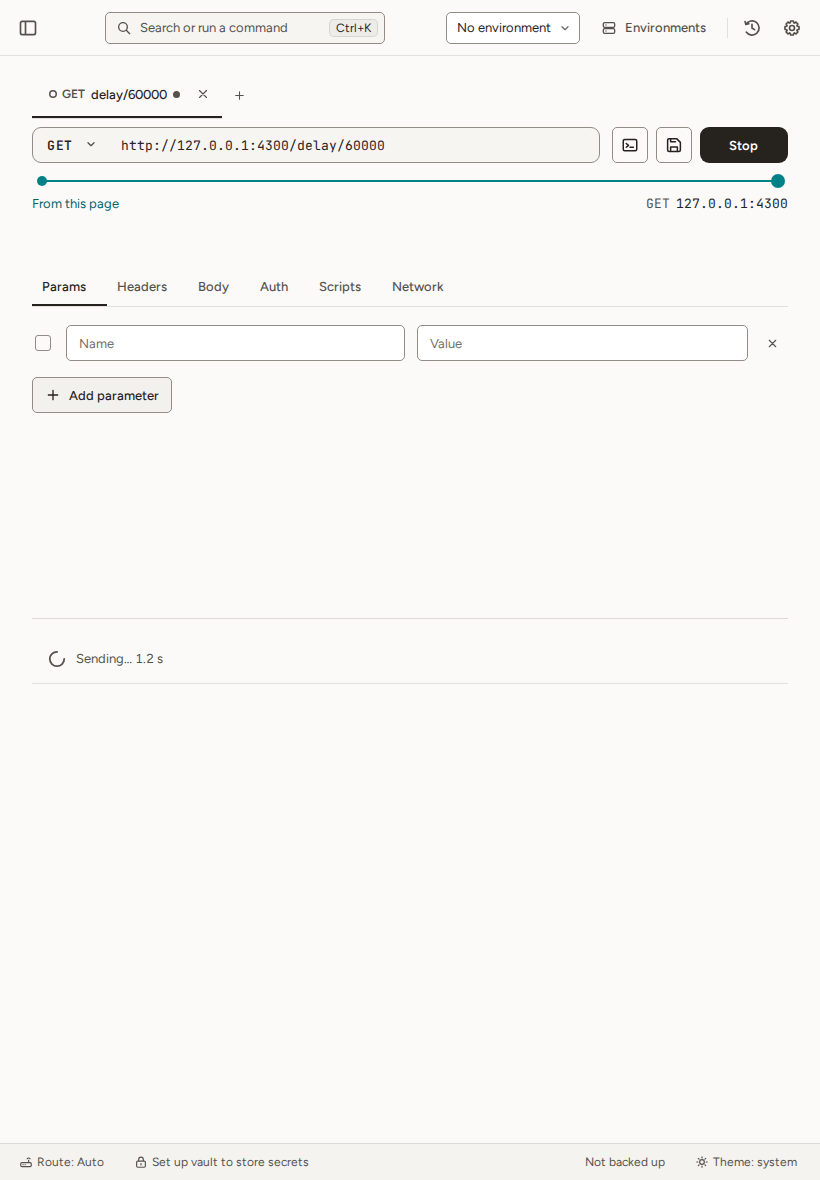 Search or run a command Ctrl+K No environment Environments
GET delay/60000
GET http://127.0.0.1:4300/delay/60000 Stop
From this page GET 127.0.0.1:4300
Params Headers Body Auth Scripts Network
Name Value
Add parameter
Sending… 1.2 s
Route: Auto Set up vault to store secrets Not backed up Theme: system